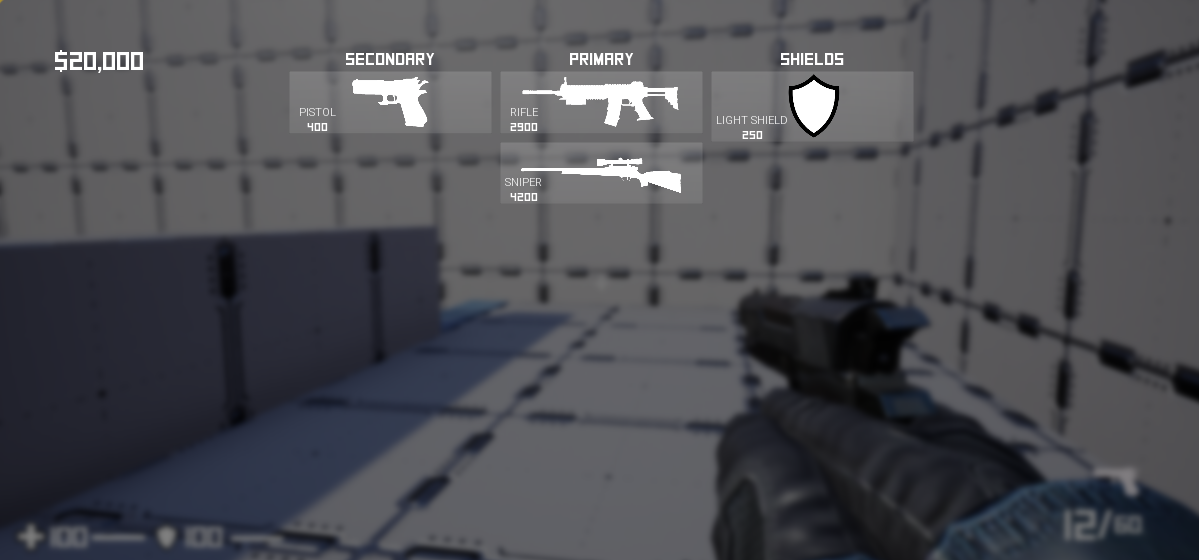 $20,000
SECONDARY
PISTOL
400
PRIMARY
RIFLE
2900
SNIPER
4200
SHIELDS
LIGHT SHIELD
250
100
100
12/60